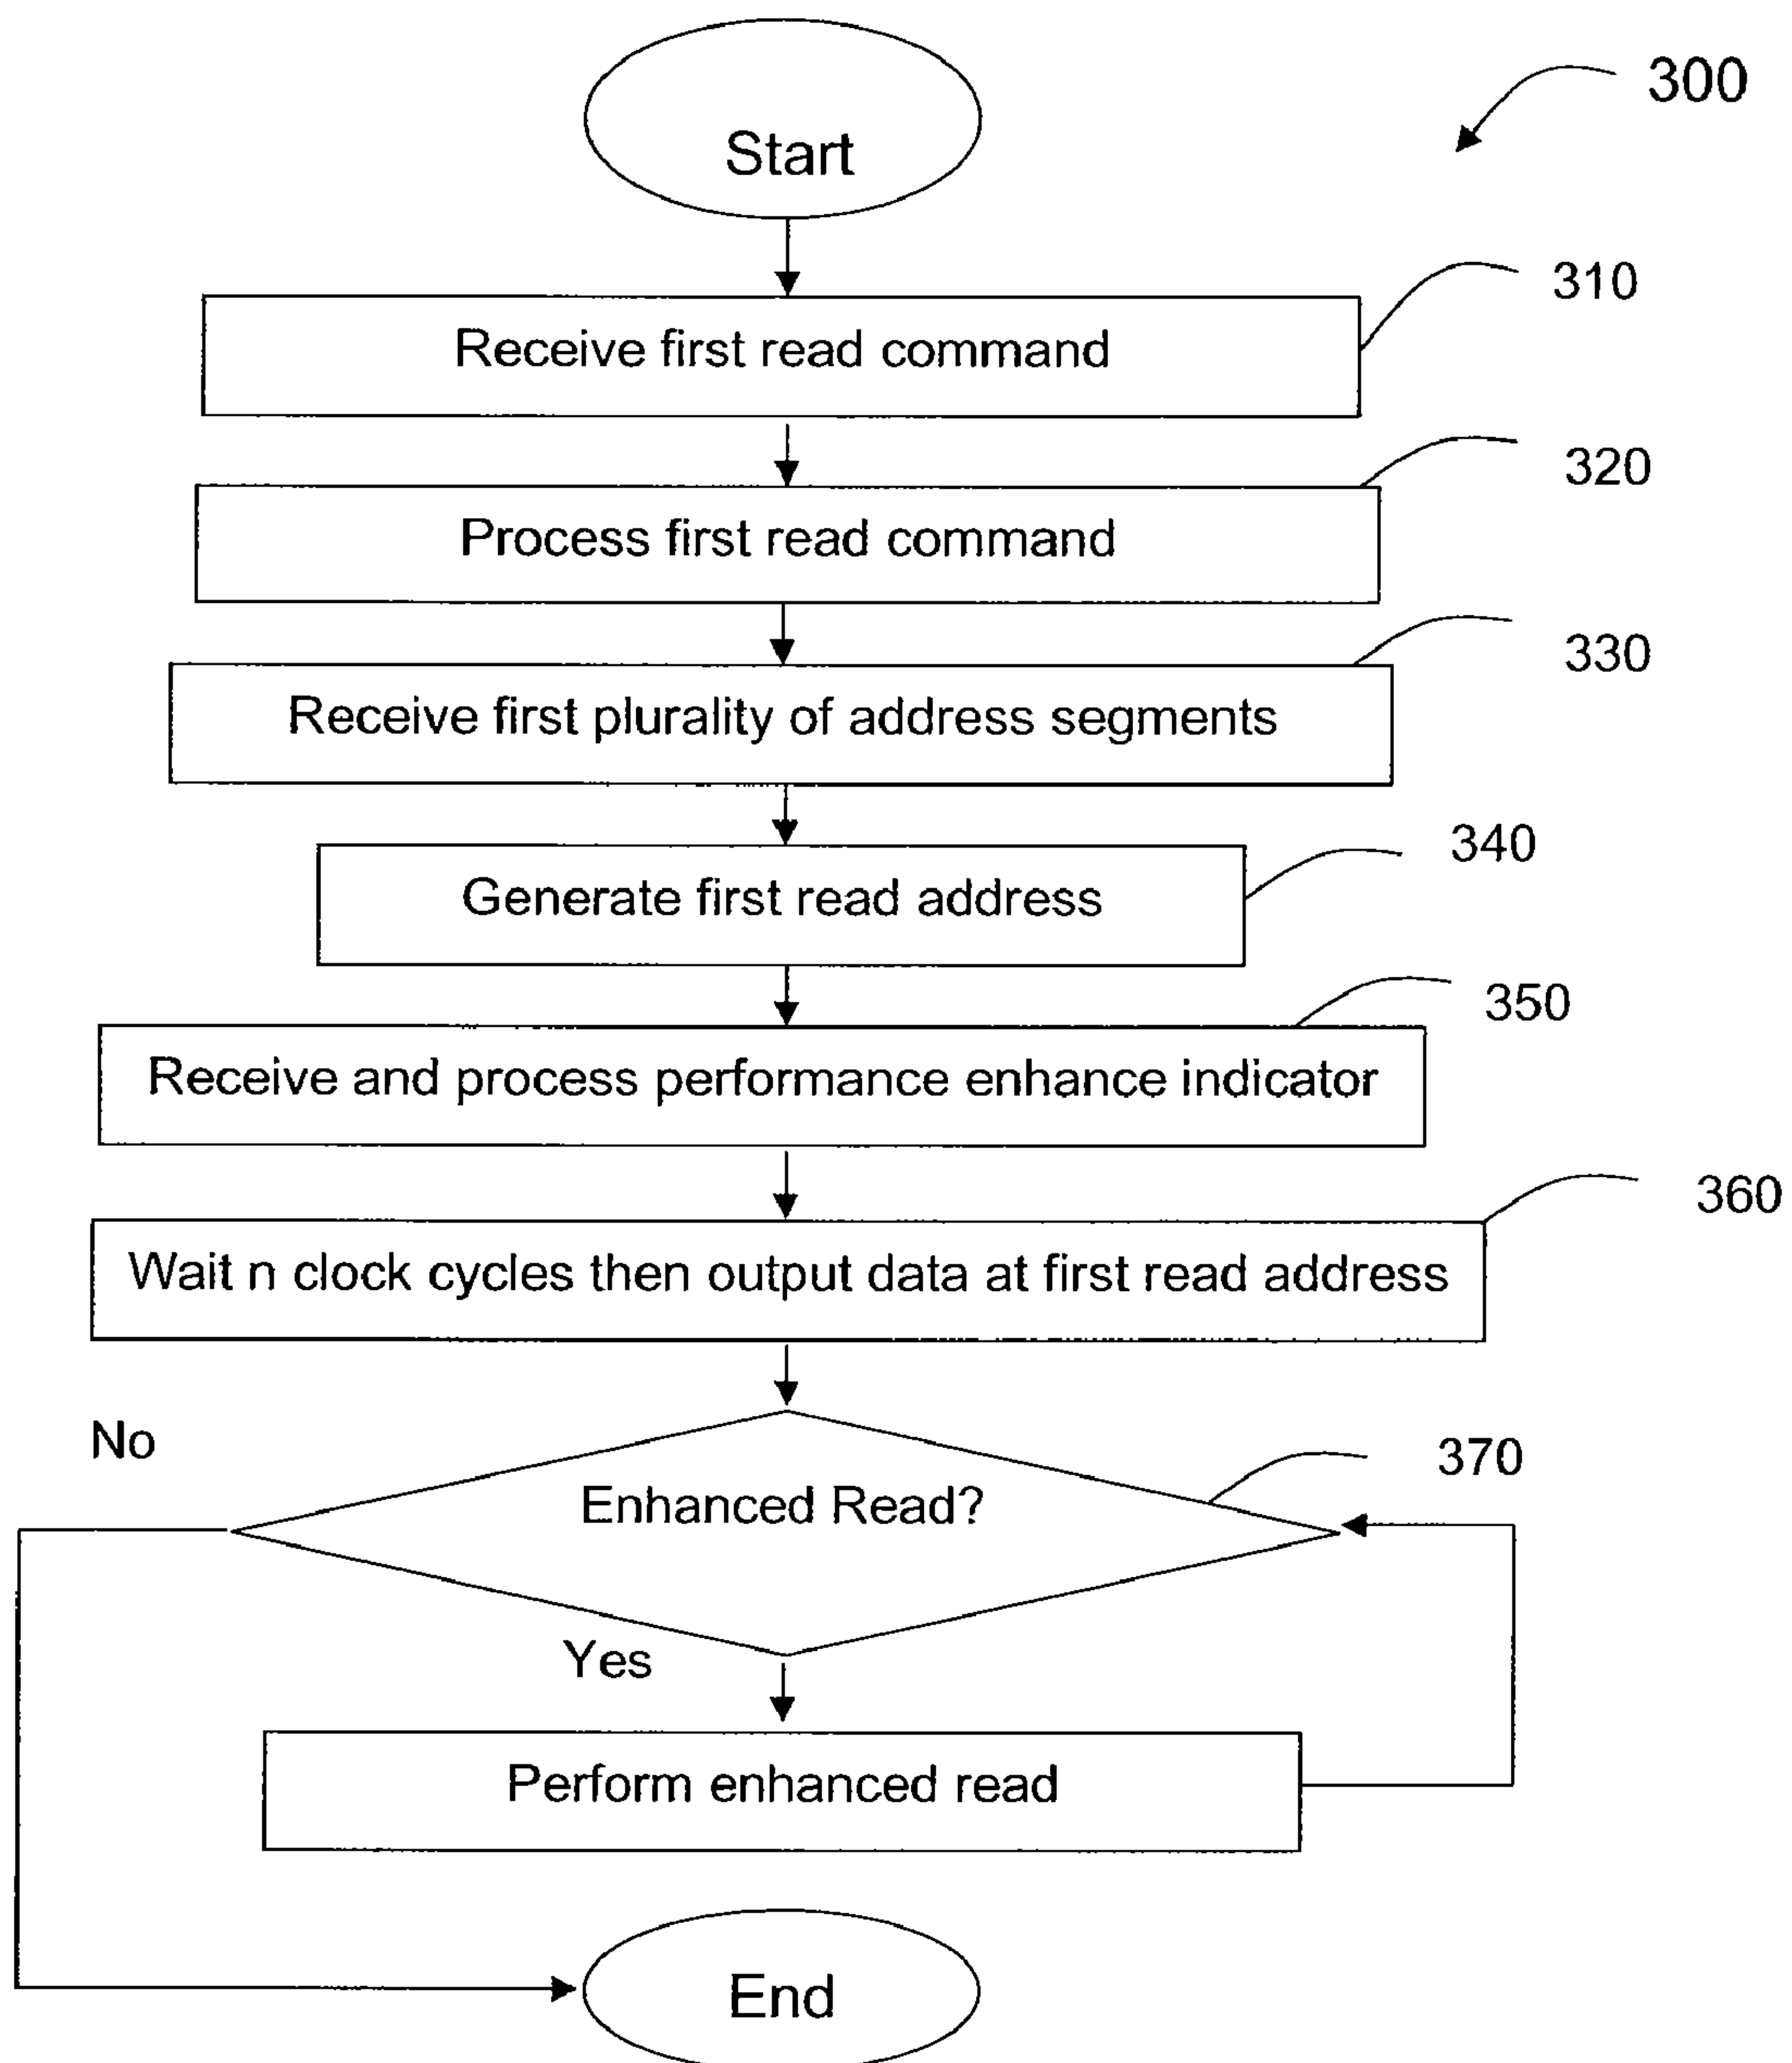 Start
300
Receive first read command
310
Process first read command
320
Receive first plurality of address segments
330
Generate first read address
340
Receive and process performance enhance indicator
350
Wait n clock cycles then output data at first read address
360
No
Enhanced Read?
370
Yes
Perform enhanced read
End